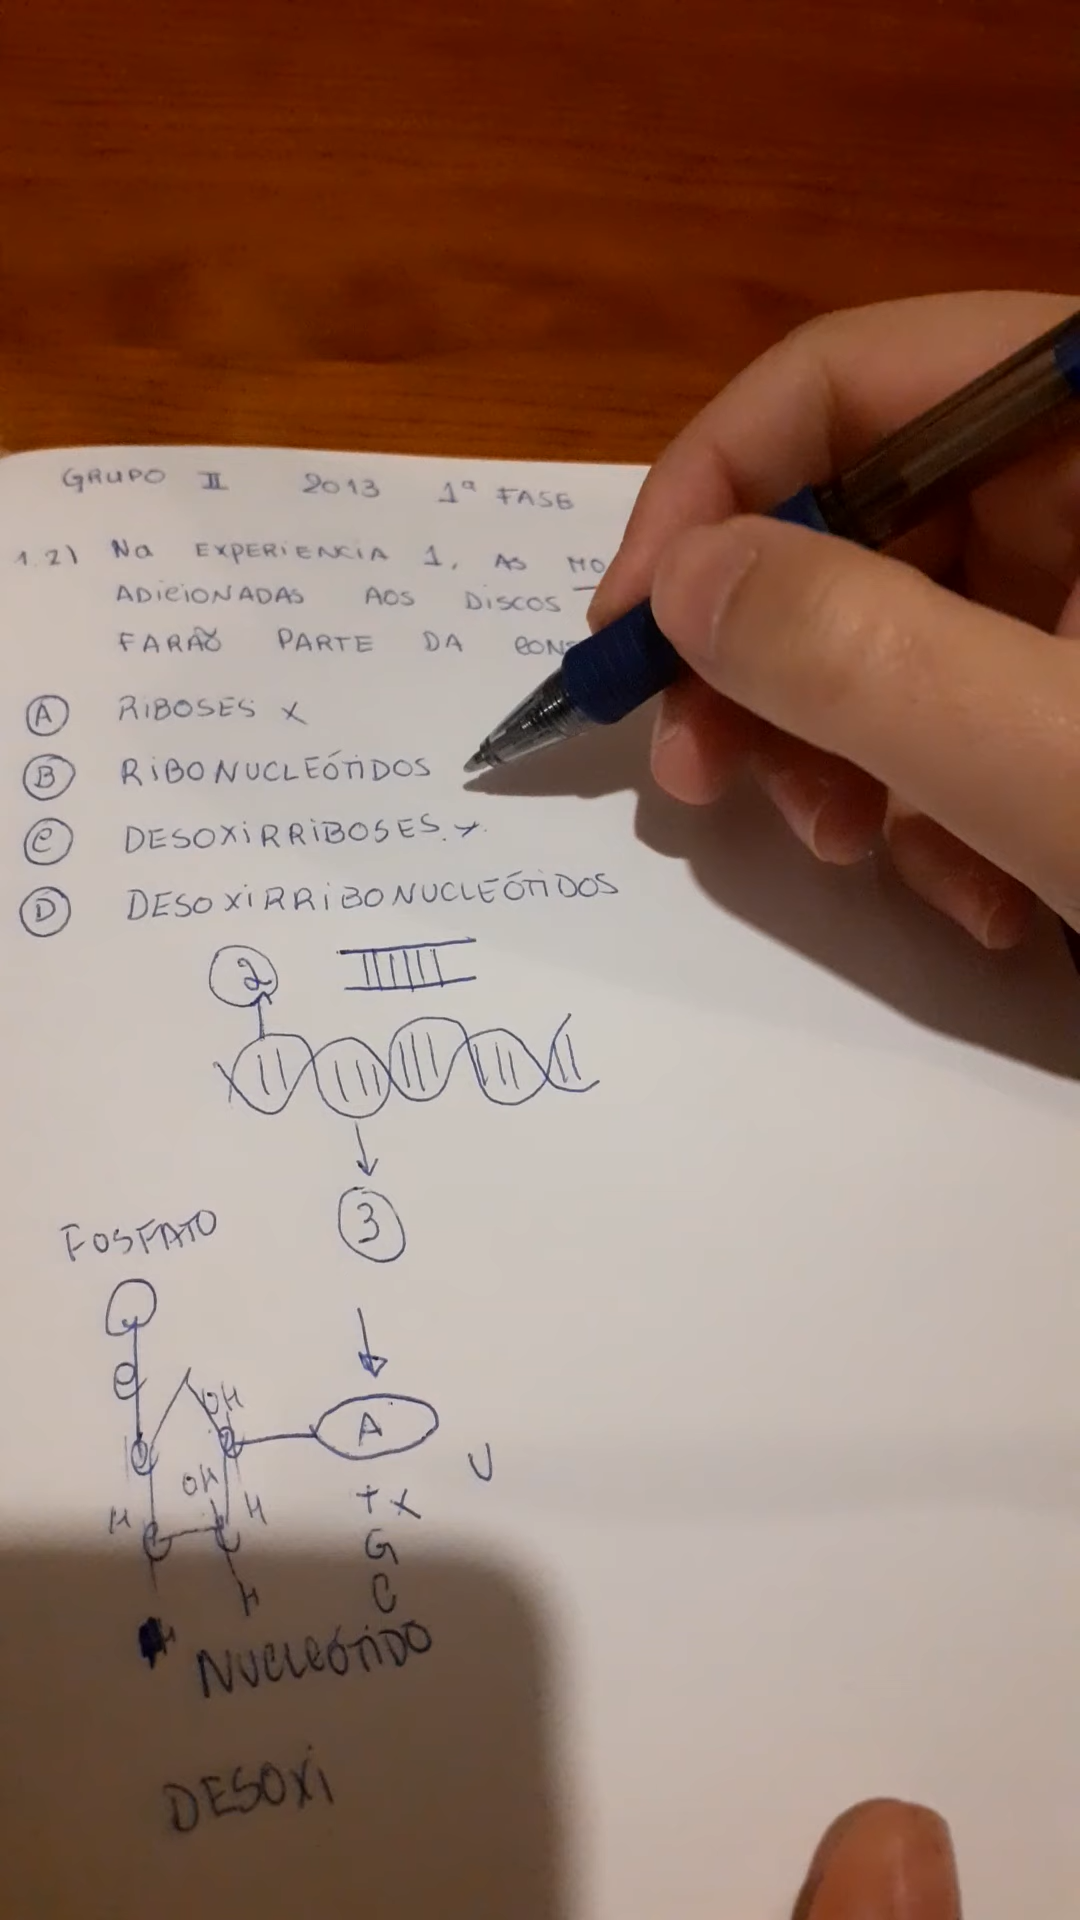 GRUPO II 2013 1ª FASE
1.2) Na EXPERIENCIA 1, AS
ADICIONADAS AOS DISCOS
FARÃO PARTE DA
A RIBOSES X
B RIBONUCLEÓTIDOS
C DESOXIRRIBOSES. X
D DESOXIRRIBONUCLEÓTIDOS
2
3
FOSFATO
C
OH
A
U
OH
H
H
T X
C
C
G
H
C
H
NUCLEÓTIDO
DESOXI